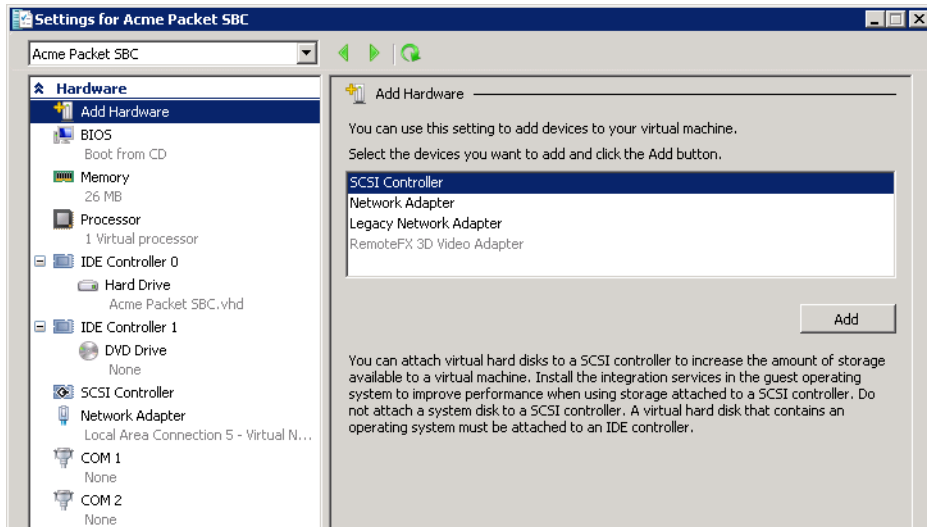 Settings for Acme Packet SBC
Acme Packet SBC
Hardware
Add Hardware
BIOS
Boot from CD
Memory
26 MB
Processor
1 Virtual processor
IDE Controller 0
Hard Drive
Acme Packet SBC.vhd
IDE Controller 1
DVD Drive
None
SCSI Controller
Network Adapter
Local Area Connection 5 - Virtual N...
COM 1
None
COM 2
None
Add Hardware
You can use this setting to add devices to your virtual machine.
Select the devices you want to add and click the Add button.
SCSI Controller
Network Adapter
Legacy Network Adapter
RemoteFX 3D Video Adapter
Add
You can attach virtual hard disks to a SCSI controller to increase the amount of storage
available to a virtual machine. Install the integration services in the guest operating
system to improve performance when using storage attached to a SCSI controller. Do
not attach a system disk to a SCSI controller. A virtual hard disk that contains an
operating system must be attached to an IDE controller.